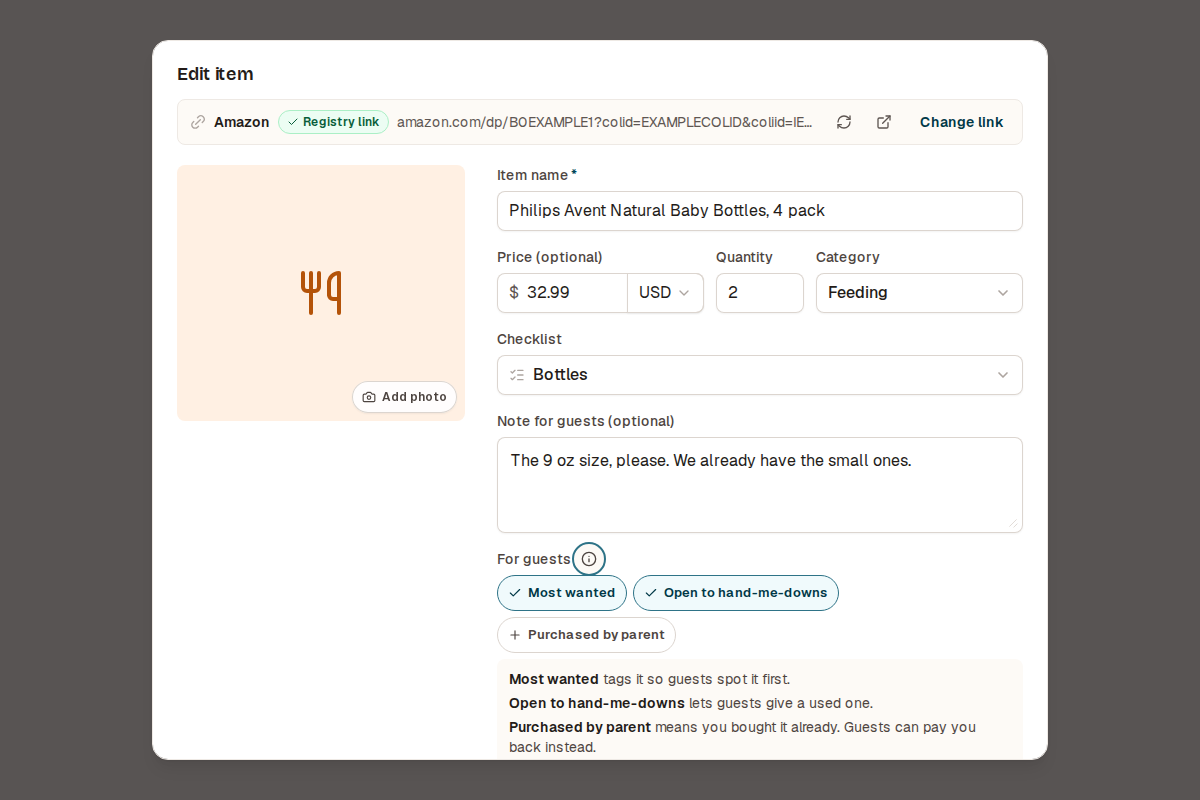 Edit item
Amazon Registry link amazon.com/dp/B0EXAMPLE1?colid=EXAMPLECOLID&coliid=IE... Change link
Add photo
Item name *
Philips Avent Natural Baby Bottles, 4 pack
Price (optional) Quantity Category
$ 32.99 USD 2 Feeding
Checklist
Bottles
Note for guests (optional)
The 9 oz size, please. We already have the small ones.
For guests
Most wanted Open to hand-me-downs
Purchased by parent
Most wanted tags it so guests spot it first.
Open to hand-me-downs lets guests give a used one.
Purchased by parent means you bought it already. Guests can pay you
back instead.